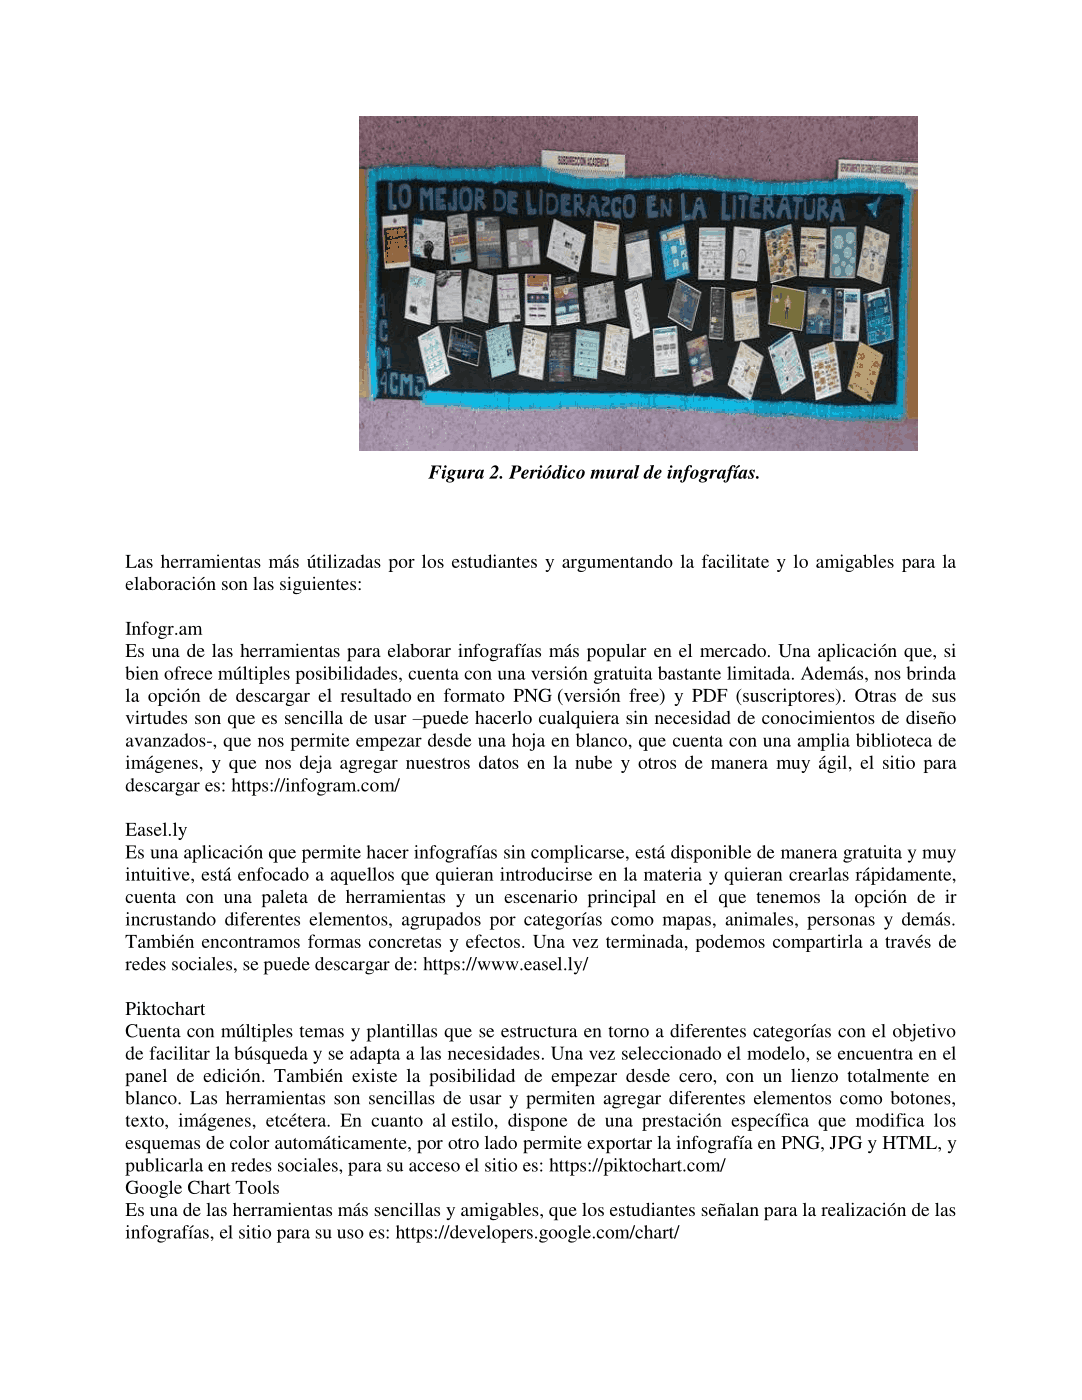 SUBDIRECCION ACADEMICA
LO MEJOR DE LIDERAZGO EN LA LITERATURA
4
C
M
4CM3
Figura 2. Periódico mural de infografías.
Las herramientas más útilizadas por los estudiantes y argumentando la facilitate y lo amigables para la
elaboración son las siguientes:
Infogr.am
Es una de las herramientas para elaborar infografías más popular en el mercado. Una aplicación que, si
bien ofrece múltiples posibilidades, cuenta con una versión gratuita bastante limitada. Además, nos brinda
la opción de descargar el resultado en formato PNG (versión free) y PDF (suscriptores). Otras de sus
virtudes son que es sencilla de usar –puede hacerlo cualquiera sin necesidad de conocimientos de diseño
avanzados-, que nos permite empezar desde una hoja en blanco, que cuenta con una amplia biblioteca de
imágenes, y que nos deja agregar nuestros datos en la nube y otros de manera muy ágil, el sitio para
descargar es: https://infogram.com/
Easel.ly
Es una aplicación que permite hacer infografías sin complicarse, está disponible de manera gratuita y muy
intuitive, está enfocado a aquellos que quieran introducirse en la materia y quieran crearlas rápidamente,
cuenta con una paleta de herramientas y un escenario principal en el que tenemos la opción de ir
incrustando diferentes elementos, agrupados por categorías como mapas, animales, personas y demás.
También encontramos formas concretas y efectos. Una vez terminada, podemos compartirla a través de
redes sociales, se puede descargar de: https://www.easel.ly/
Piktochart
Cuenta con múltiples temas y plantillas que se estructura en torno a diferentes categorías con el objetivo
de facilitar la búsqueda y se adapta a las necesidades. Una vez seleccionado el modelo, se encuentra en el
panel de edición. También existe la posibilidad de empezar desde cero, con un lienzo totalmente en
blanco. Las herramientas son sencillas de usar y permiten agregar diferentes elementos como botones,
texto, imágenes, etcétera. En cuanto al estilo, dispone de una prestación específica que modifica los
esquemas de color automáticamente, por otro lado permite exportar la infografía en PNG, JPG y HTML, y
publicarla en redes sociales, para su acceso el sitio es: https://piktochart.com/
Google Chart Tools
Es una de las herramientas más sencillas y amigables, que los estudiantes señalan para la realización de las
infografías, el sitio para su uso es: https://developers.google.com/chart/